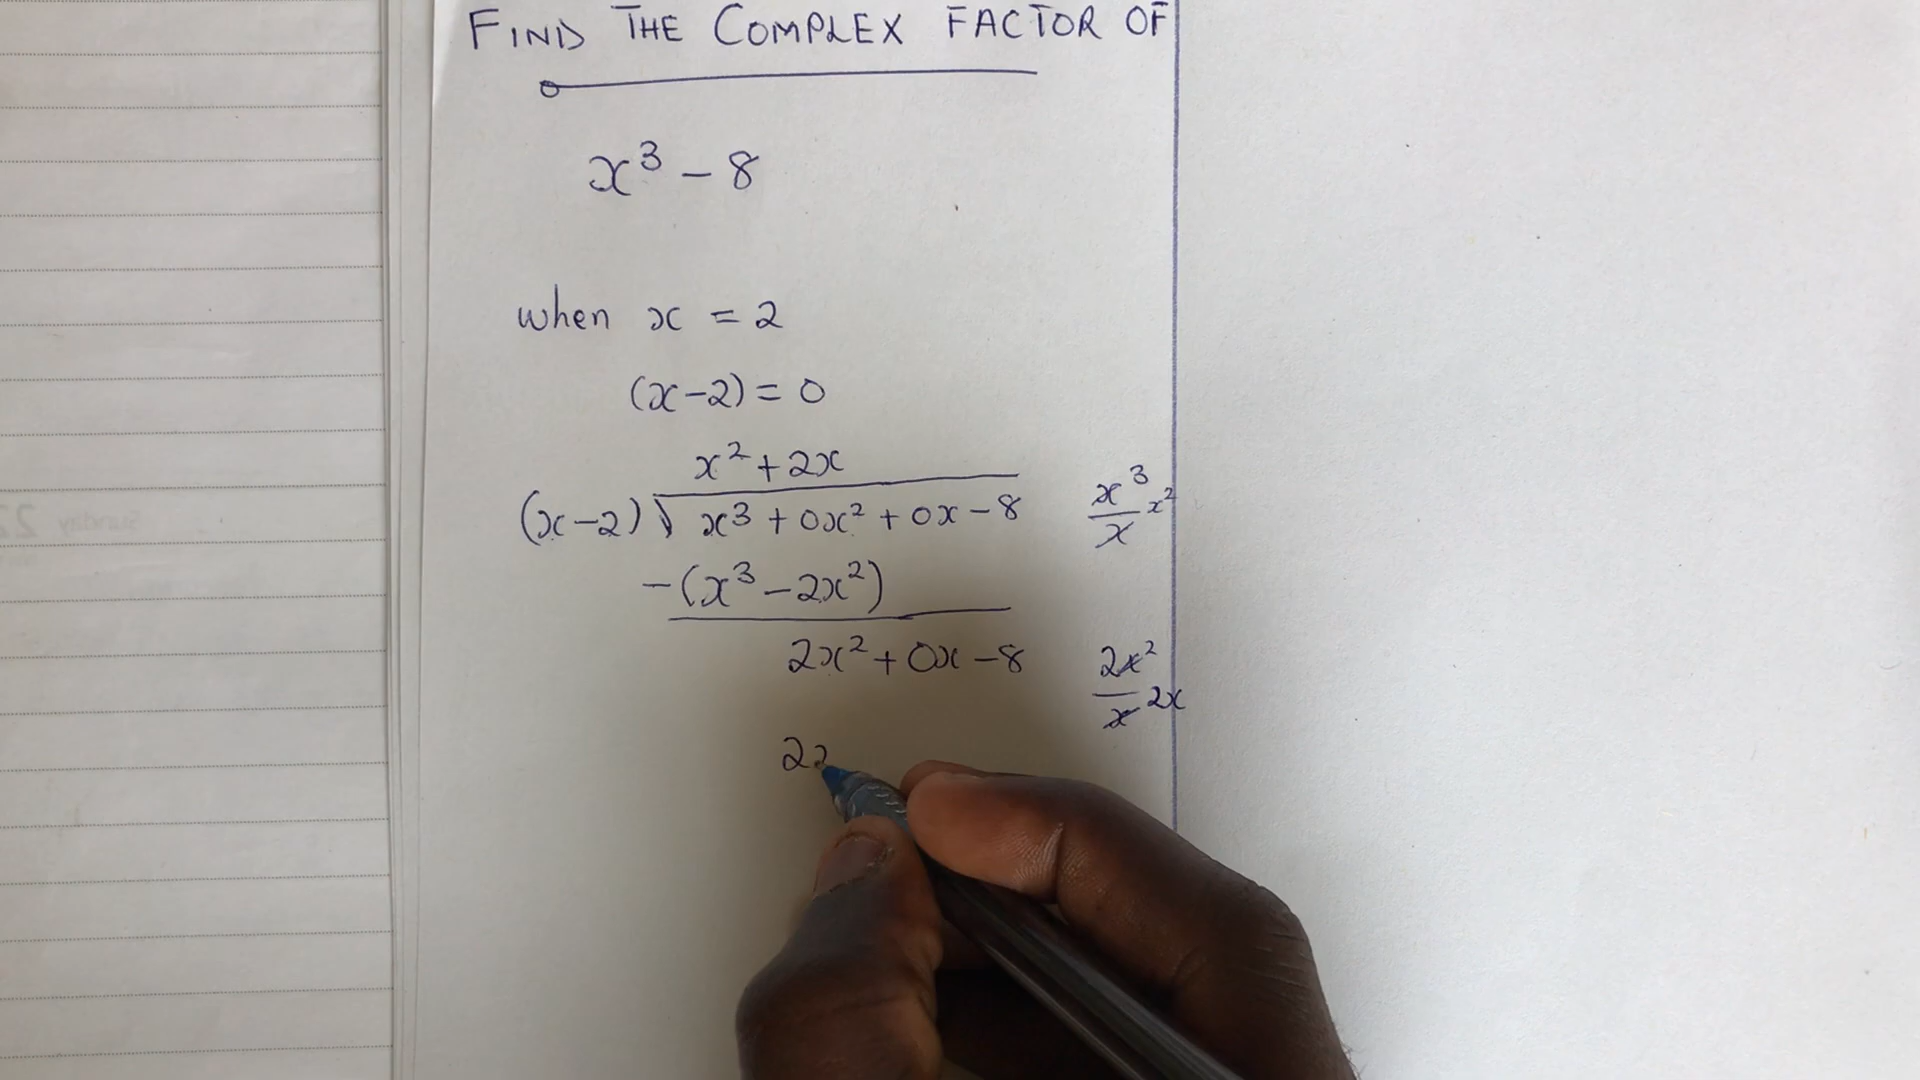 FIND THE COMPLEX FACTOR OF
x³ - 8
when x = 2
(x-2) = 0
x² + 2x
(x-2) √ x³ + 0x² + 0x - 8
x³/x x²
-(x³ - 2x²)
2x² + 0x - 8
2x²/x 2x
2